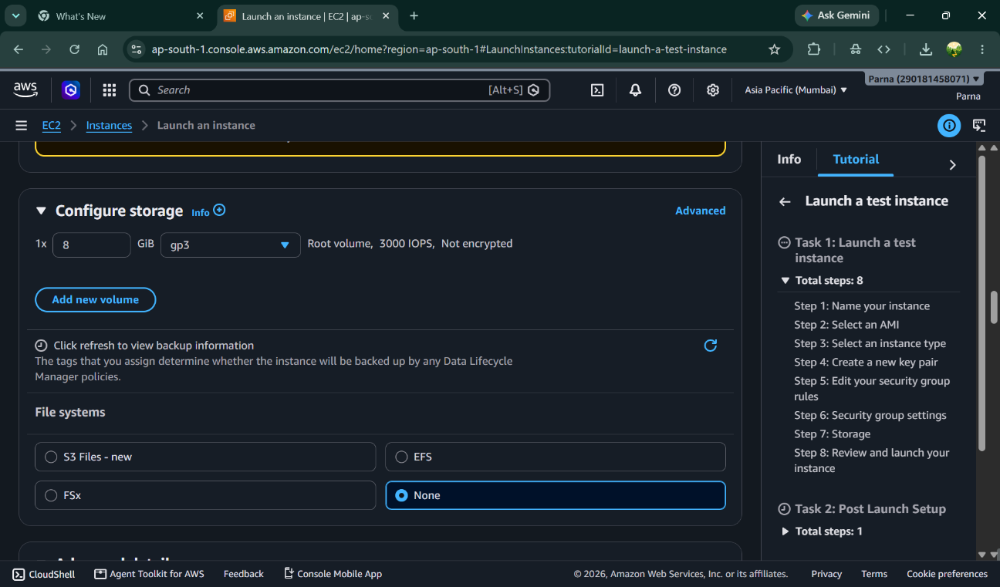 What's New
Launch an instance | EC2 | ap-sc
Ask Gemini
ap-south-1.console.aws.amazon.com/ec2/home?region=ap-south-1#LaunchInstances:tutorialId=launch-a-test-instance
aws
Search
[Alt+S]
Asia Pacific (Mumbai)
Parna (290181458071)
Parna
EC2
Instances
Launch an instance
Configure storage
Info
Advanced
1x
8
GiB
gp3
Root volume, 3000 IOPS, Not encrypted
Add new volume
Click refresh to view backup information
The tags that you assign determine whether the instance will be backed up by any Data Lifecycle
Manager policies.
File systems
S3 Files - new
EFS
FSx
None
Info
Tutorial
Launch a test instance
Task 1: Launch a test
instance
Total steps: 8
Step 1: Name your instance
Step 2: Select an AMI
Step 3: Select an instance type
Step 4: Create a new key pair
Step 5: Edit your security group
rules
Step 6: Security group settings
Step 7: Storage
Step 8: Review and launch your
instance
Task 2: Post Launch Setup
Total steps: 1
CloudShell
Agent Toolkit for AWS
Feedback
Console Mobile App
© 2026, Amazon Web Services, Inc. or its affiliates.
Privacy
Terms
Cookie preferences